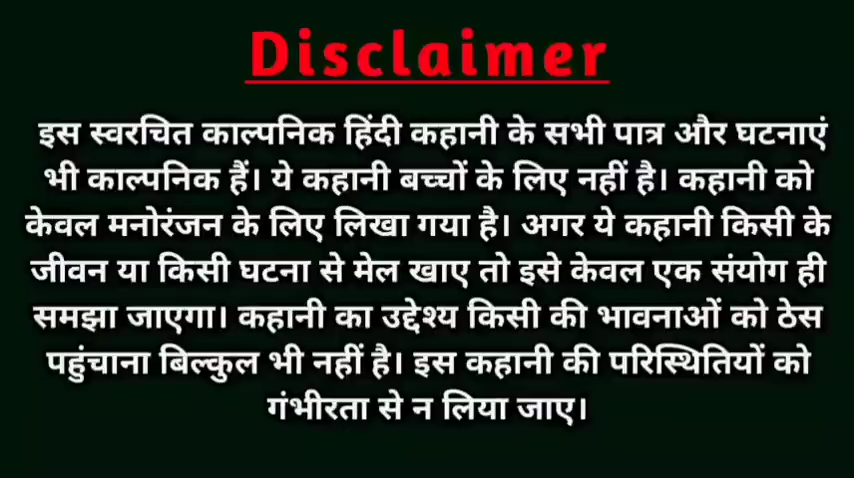 Disclaimer
इस स्वरचित काल्पनिक हिंदी कहानी के सभी पात्र और घटनाएं
भी काल्पनिक हैं। ये कहानी बच्चों के लिए नहीं है। कहानी को
केवल मनोरंजन के लिए लिखा गया है। अगर ये कहानी किसी के
जीवन या किसी घटना से मेल खाए तो इसे केवल एक संयोग ही
समझा जाएगा। कहानी का उद्देश्य किसी की भावनाओं को ठेस
पहुंचाना बिल्कुल भी नहीं है। इस कहानी की परिस्थितियों को
गंभीरता से न लिया जाए।